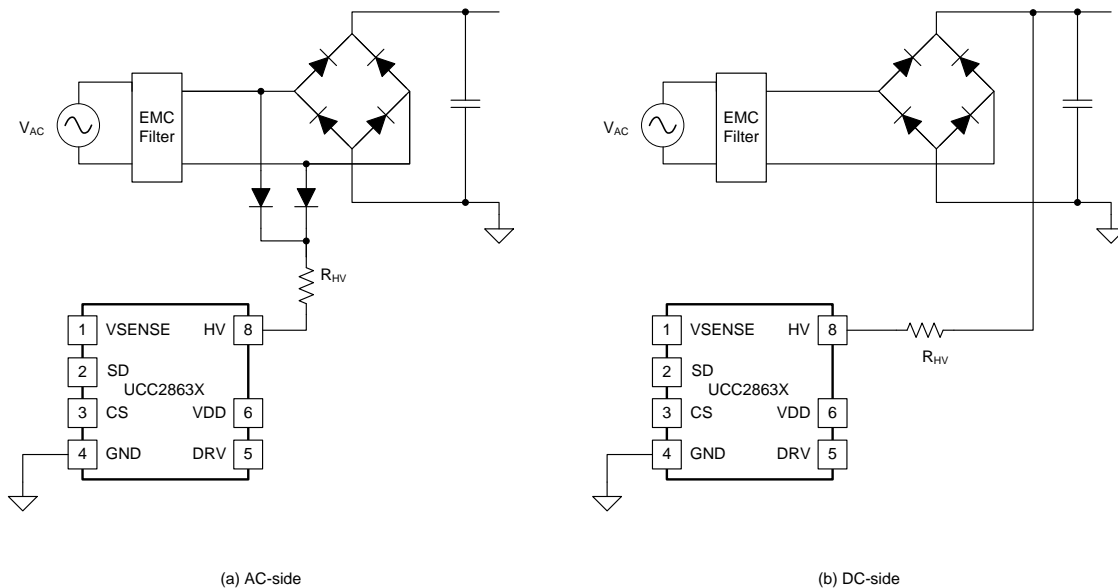 EMC
Filter
VAC
RHV
1 VSENSE HV 8
2 SD
UCC2863X
3 CS VDD 6
4 GND DRV 5
(a) AC-side
EMC
Filter
VAC
1 VSENSE HV 8
RHV
2 SD
UCC2863X
3 CS VDD 6
4 GND DRV 5
(b) DC-side